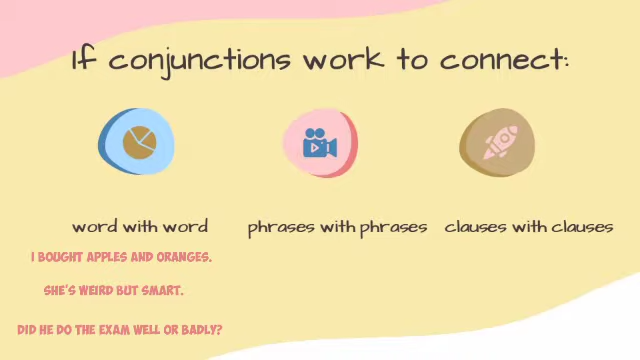 If conjunctions work to connect:
word with word
phrases with phrases
clauses with clauses
I BOUGHT APPLES AND ORANGES.
SHE'S WEIRD BUT SMART.
DID HE DO THE EXAM WELL OR BADLY?